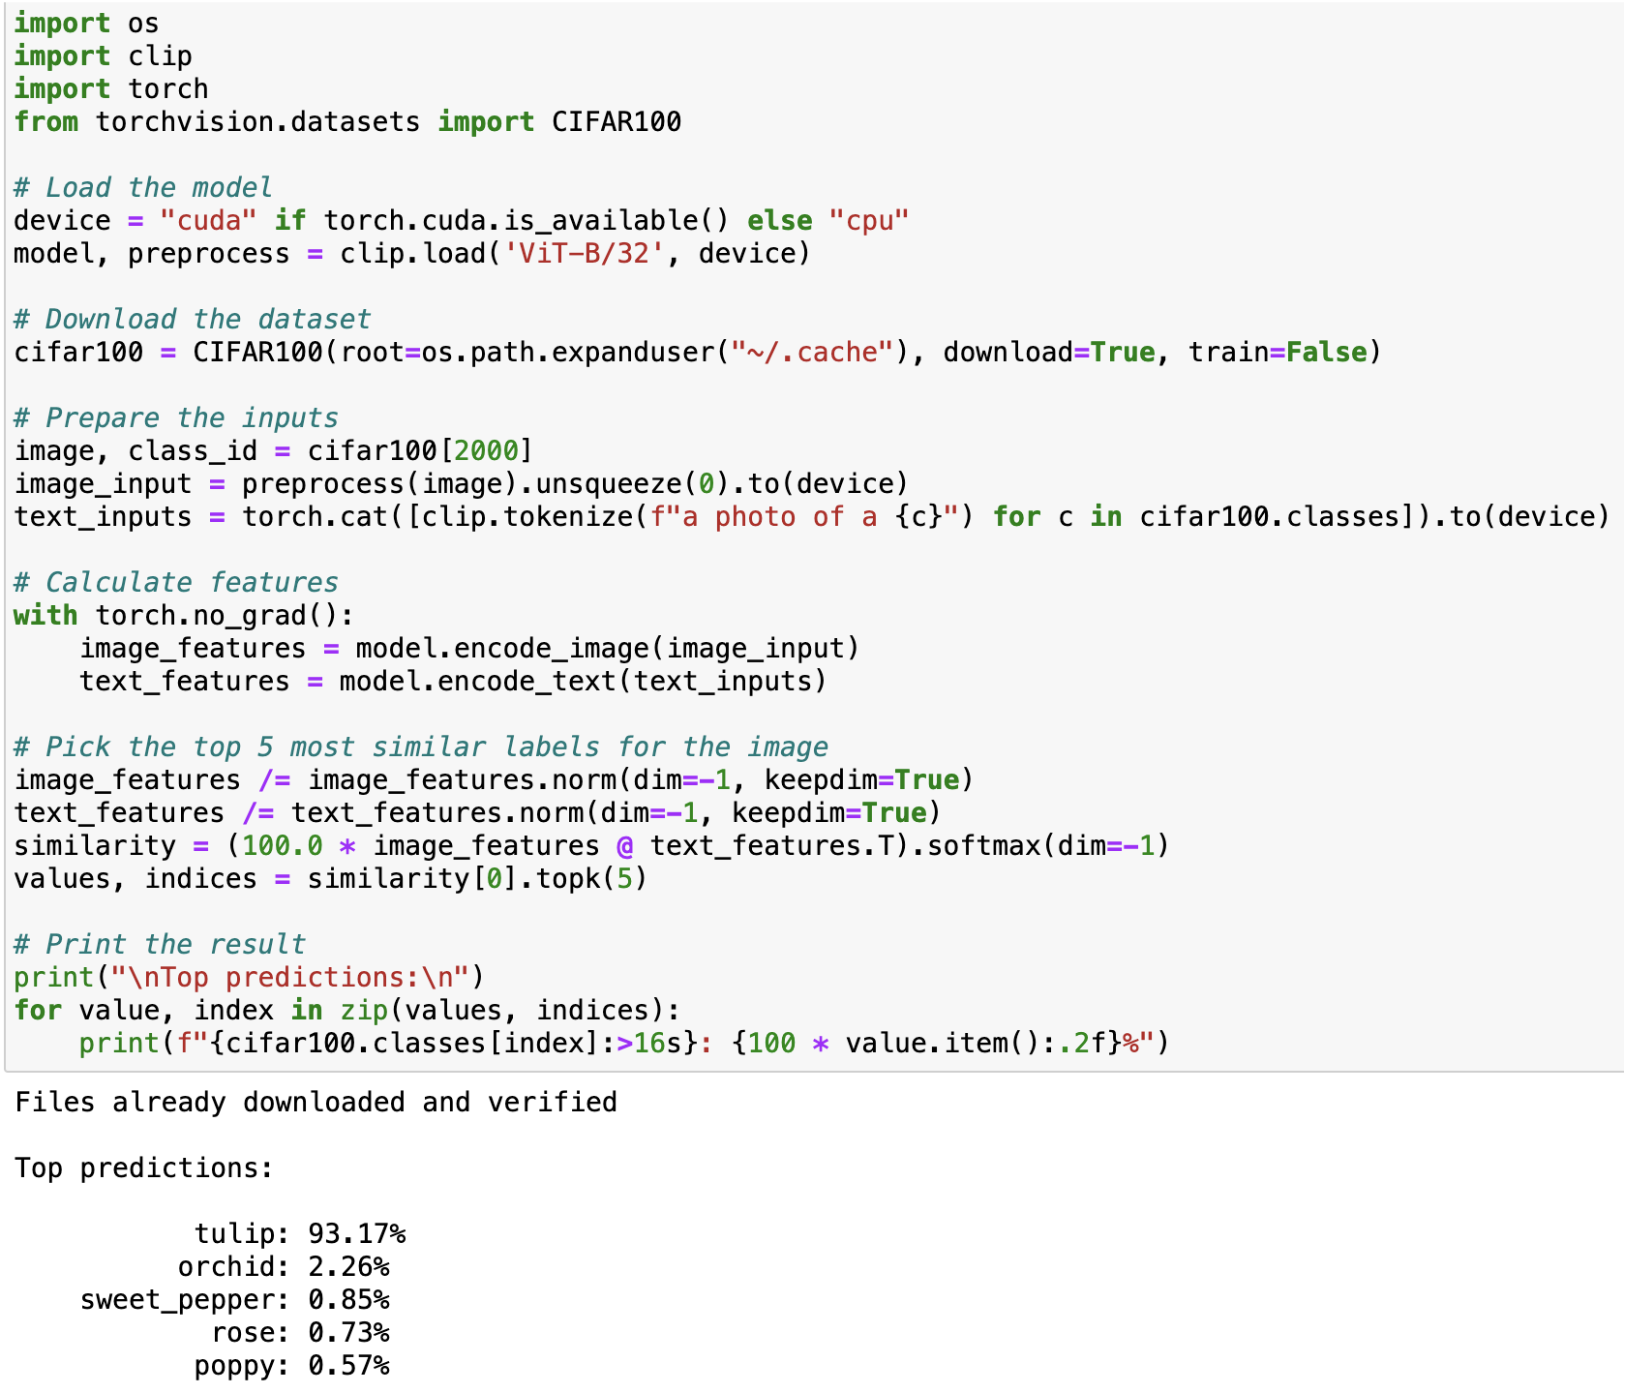 import os
import clip
import torch
from torchvision.datasets import CIFAR100

# Load the model
device = "cuda" if torch.cuda.is_available() else "cpu"
model, preprocess = clip.load('ViT-B/32', device)

# Download the dataset
cifar100 = CIFAR100(root=os.path.expanduser("~/.cache"), download=True, train=False)

# Prepare the inputs
image, class_id = cifar100[2000]
image_input = preprocess(image).unsqueeze(0).to(device)
text_inputs = torch.cat([clip.tokenize(f"a photo of a {c}") for c in cifar100.classes]).to(device)

# Calculate features
with torch.no_grad():
    image_features = model.encode_image(image_input)
    text_features = model.encode_text(text_inputs)

# Pick the top 5 most similar labels for the image
image_features /= image_features.norm(dim=-1, keepdim=True)
text_features /= text_features.norm(dim=-1, keepdim=True)
similarity = (100.0 * image_features @ text_features.T).softmax(dim=-1)
values, indices = similarity[0].topk(5)

# Print the result
print("\nTop predictions:\n")
for value, index in zip(values, indices):
    print(f"{cifar100.classes[index]:>16s}: {100 * value.item():.2f}%")
Files already downloaded and verified

Top predictions:

           tulip: 93.17%
          orchid: 2.26%
    sweet_pepper: 0.85%
            rose: 0.73%
           poppy: 0.57%